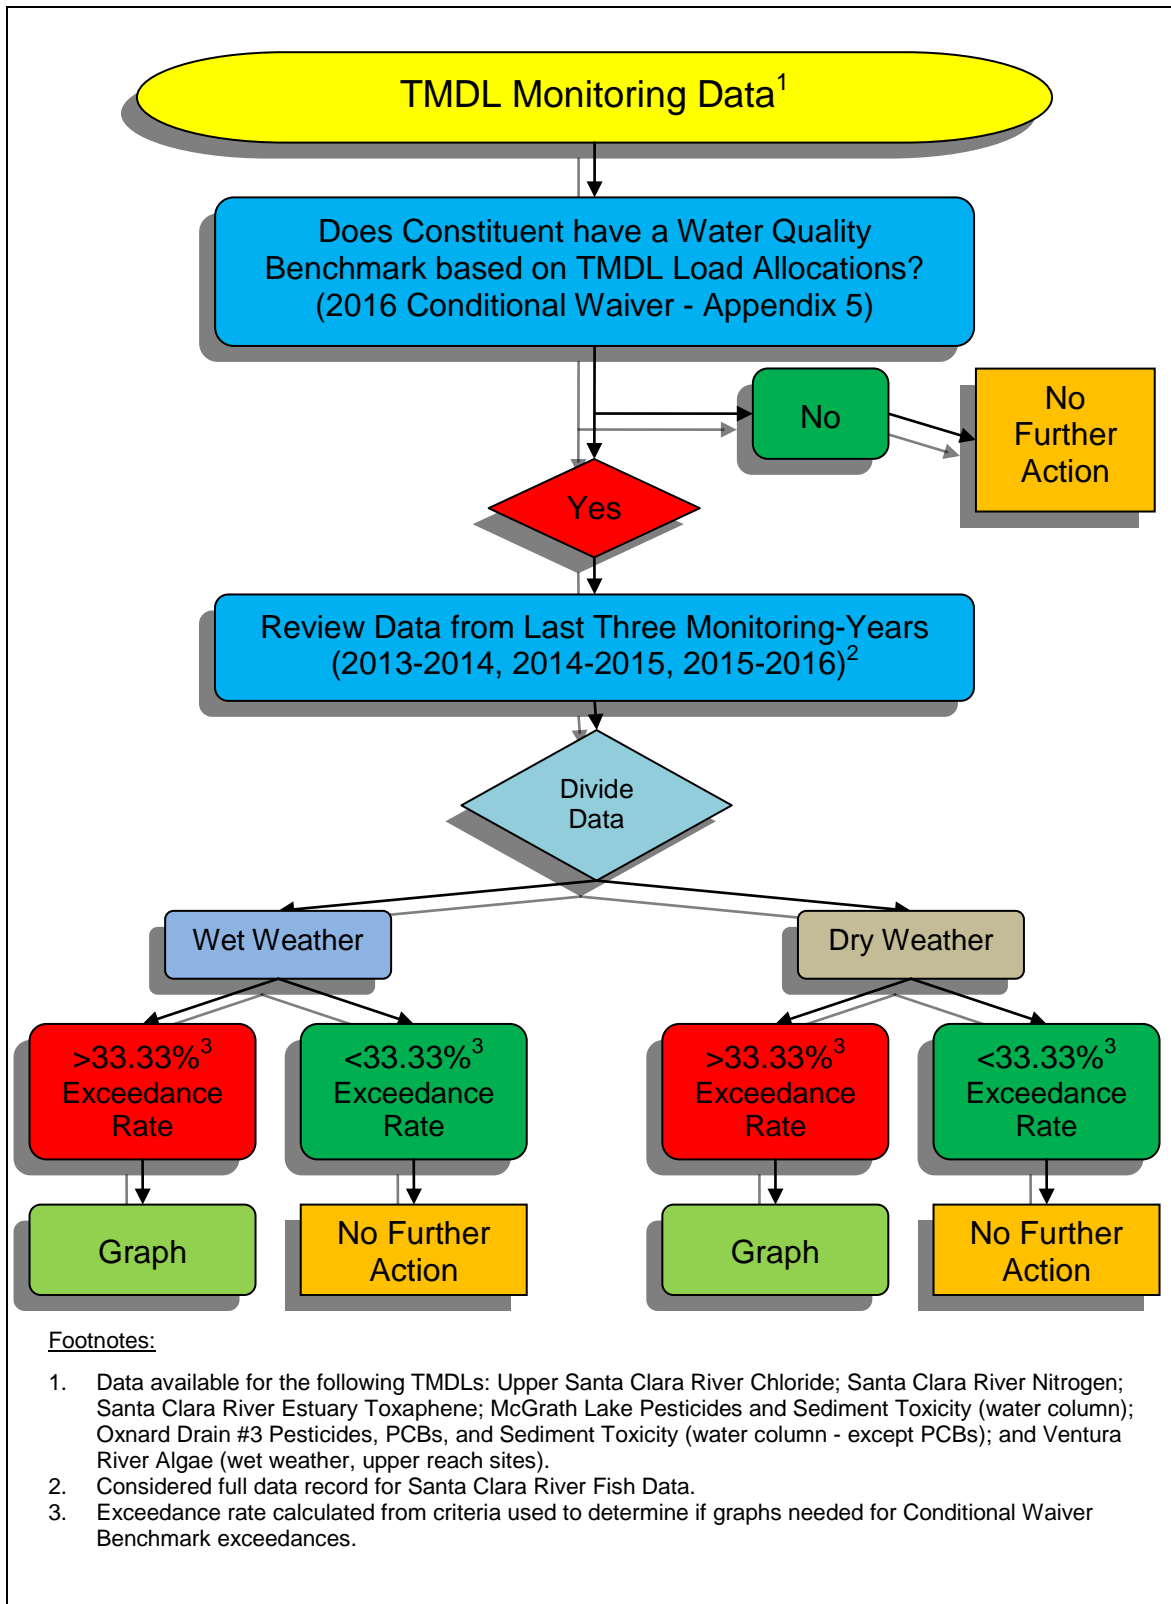 TMDL Monitoring Data1
Does Constituent have a Water Quality
Benchmark based on TMDL Load Allocations?
(2016 Conditional Waiver - Appendix 5)
No
No
Further
Action
Yes
Review Data from Last Three Monitoring-Years
(2013-2014, 2014-2015, 2015-2016)2
Divide
Data
Wet Weather
Dry Weather
>33.33%3
Exceedance
Rate
<33.33%3
Exceedance
Rate
>33.33%3
Exceedance
Rate
<33.33%3
Exceedance
Rate
Graph
No Further
Action
Graph
No Further
Action
Footnotes:
1. Data available for the following TMDLs: Upper Santa Clara River Chloride; Santa Clara River Nitrogen;
Santa Clara River Estuary Toxaphene; McGrath Lake Pesticides and Sediment Toxicity (water column);
Oxnard Drain #3 Pesticides, PCBs, and Sediment Toxicity (water column - except PCBs); and Ventura
River Algae (wet weather, upper reach sites).
2. Considered full data record for Santa Clara River Fish Data.
3. Exceedance rate calculated from criteria used to determine if graphs needed for Conditional Waiver
Benchmark exceedances.